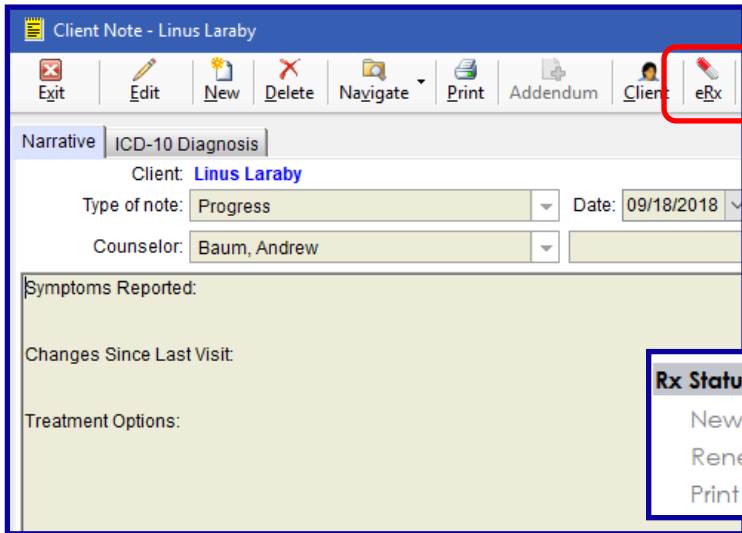 Client Note - Linus Laraby
Exit Edit New Delete Navigate Print Addendum Client eRx
Narrative ICD-10 Diagnosis
Client: Linus Laraby
Type of note: Progress Date: 09/18/2018
Counselor: Baum, Andrew
Symptoms Reported:
Changes Since Last Visit:
Rx Statu
Treatment Options:
New
Rene
Print